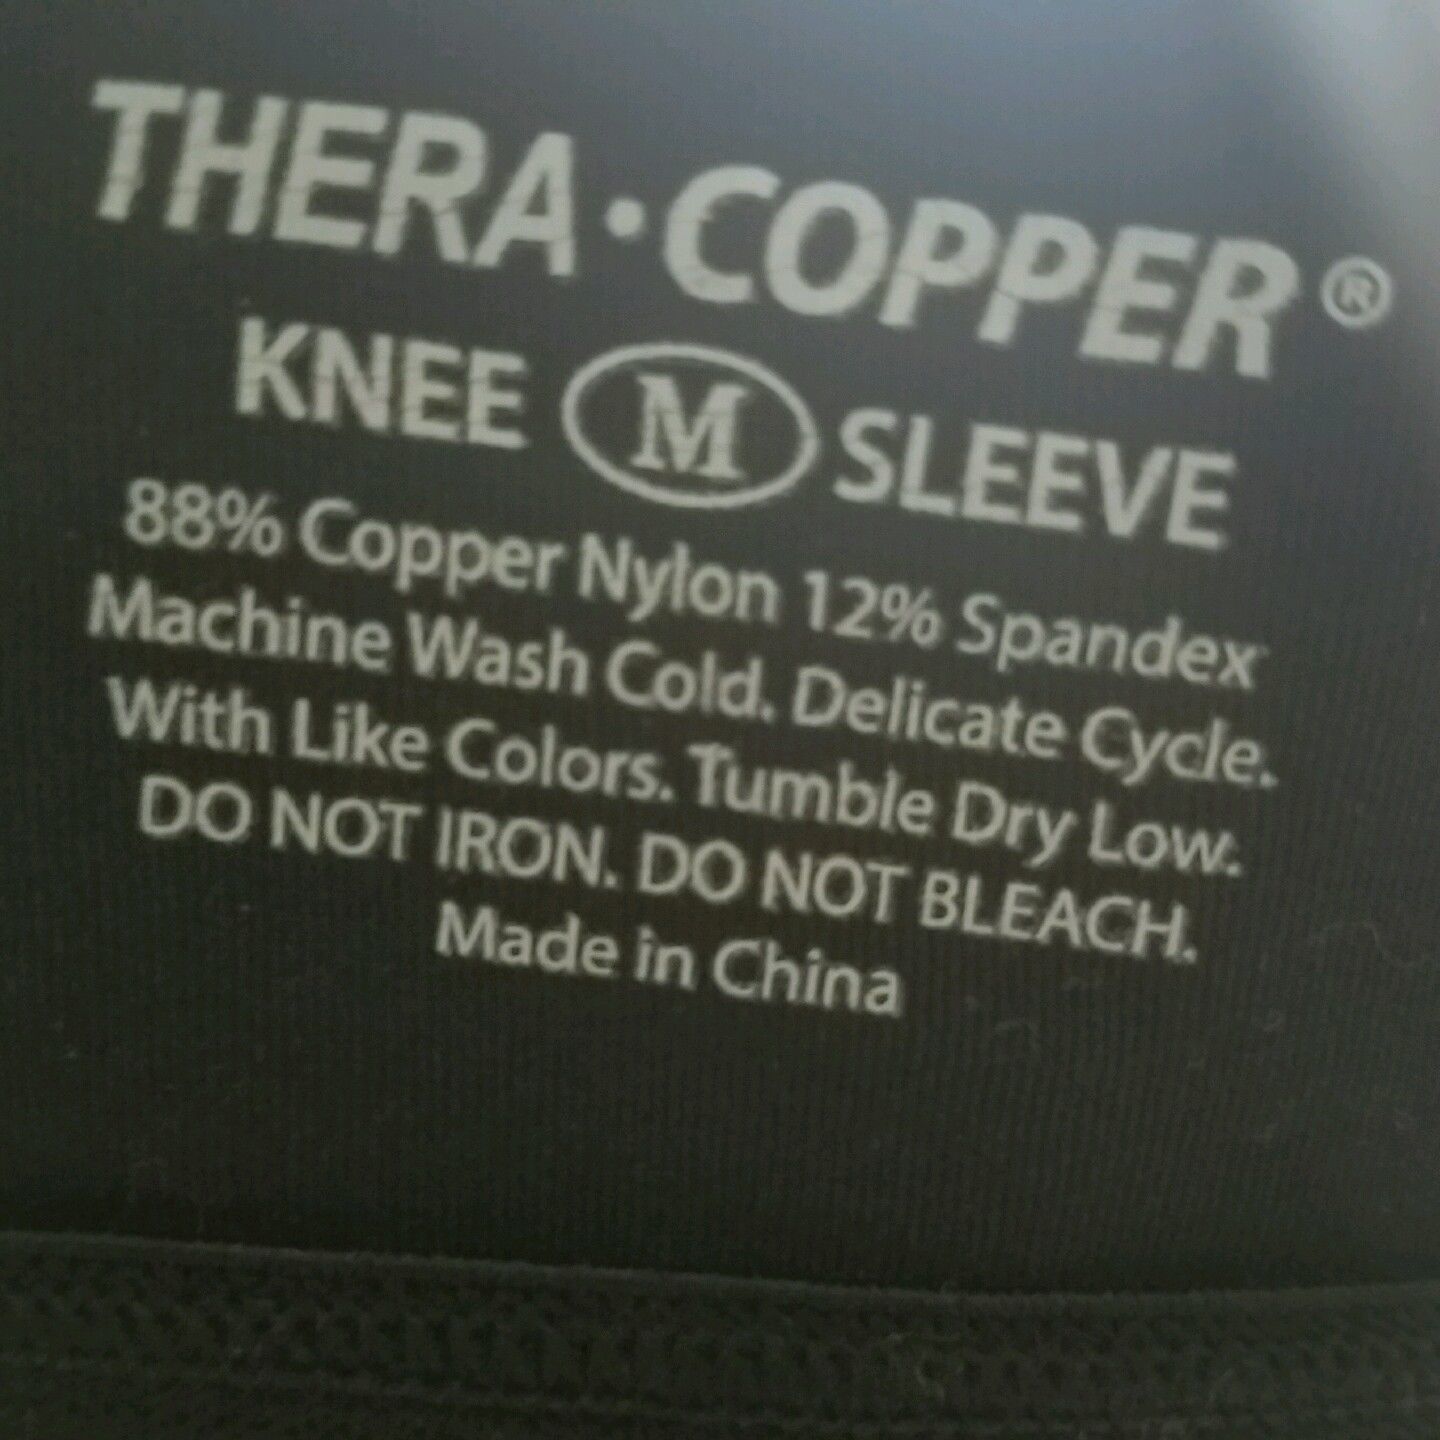 THERA•COPPER®
KNEE M SLEEVE
88% Copper Nylon 12% Spandex
Machine Wash Cold. Delicate Cycle.
With Like Colors. Tumble Dry Low.
DO NOT IRON. DO NOT BLEACH.
Made in China